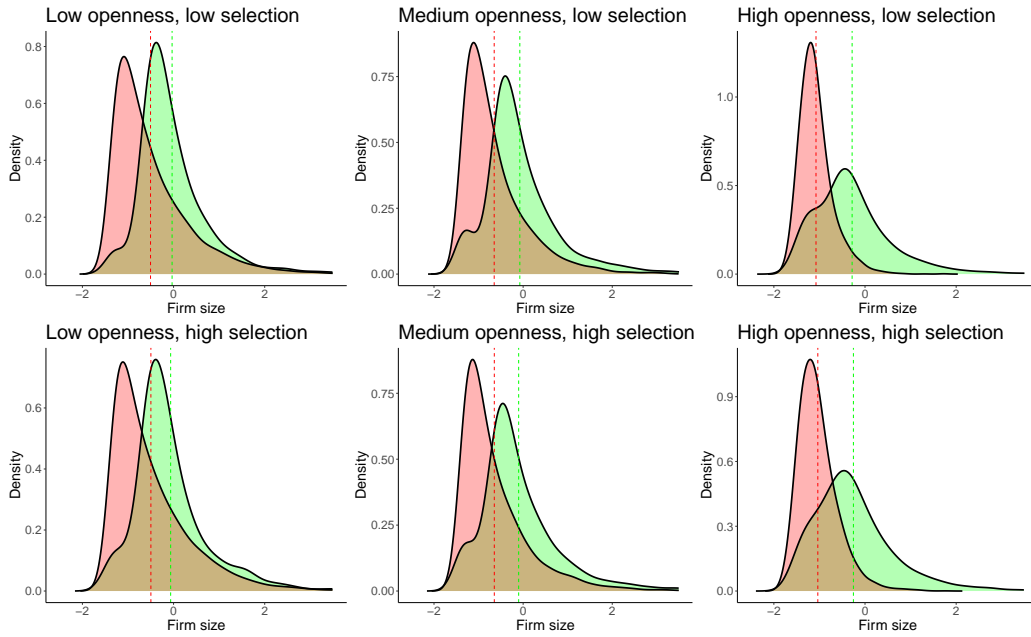 Low openness, low selection
Density
0.8
0.6
0.4
0.2
0.0
−2
0
2
Firm size
Medium openness, low selection
Density
0.75
0.50
0.25
0.00
−2
0
2
Firm size
High openness, low selection
Density
1.0
0.5
0.0
−2
0
2
Firm size
Low openness, high selection
Density
0.6
0.4
0.2
0.0
−2
0
2
Firm size
Medium openness, high selection
Density
0.75
0.50
0.25
0.00
−2
0
2
Firm size
High openness, high selection
Density
0.9
0.6
0.3
0.0
−2
0
2
Firm size